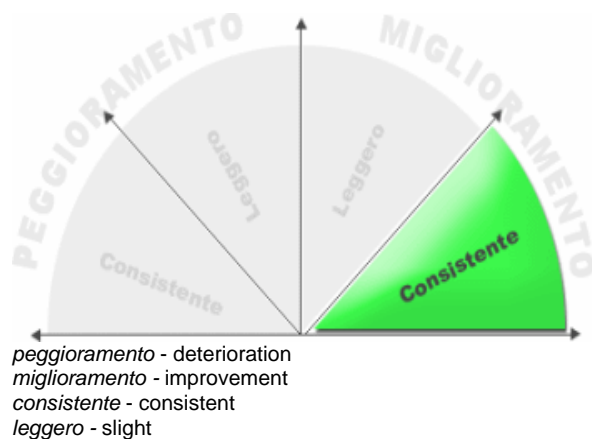 PEGGIORAMENTO
MIGLIORAMENTO
Leggero
Leggero
Consistente
Consistente
peggioramento - deterioration
miglioramento - improvement
consistente - consistent
leggero - slight